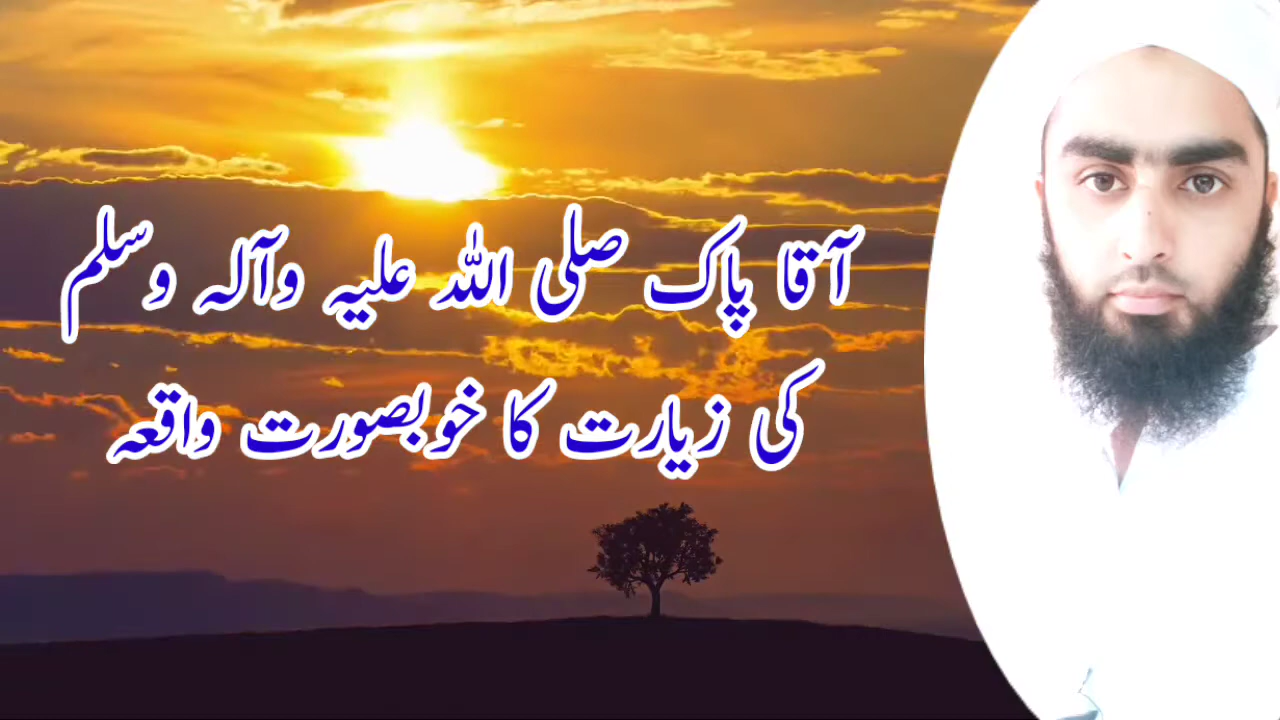 آقا پاک صلی اللہ علیہ وآلہ وسلم
کی زیارت کا خوبصورت واقعہ